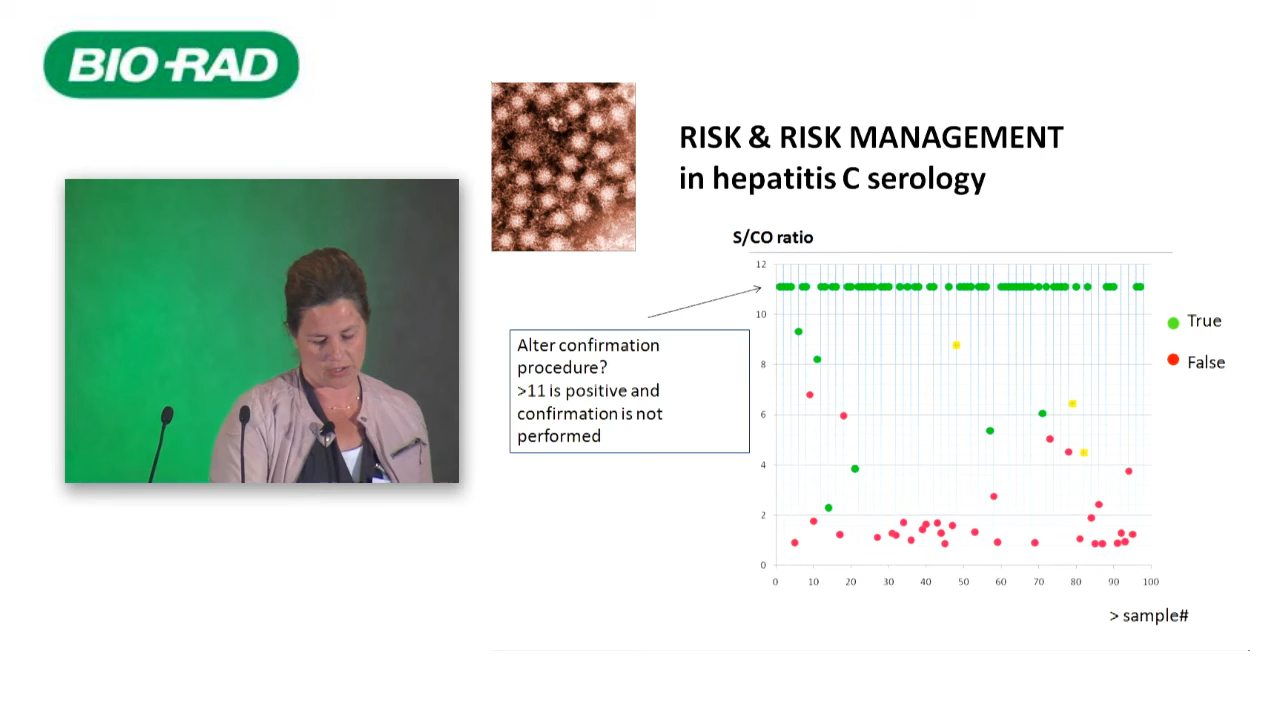 BIO-RAD
RISK & RISK MANAGEMENT
in hepatitis C serology
S/CO ratio
12
10
8
6
4
2
0
0 10 20 30 40 50 60 70 80 90 100
> sample#
True
False
Alter confirmation
procedure?
>11 is positive and
confirmation is not
performed